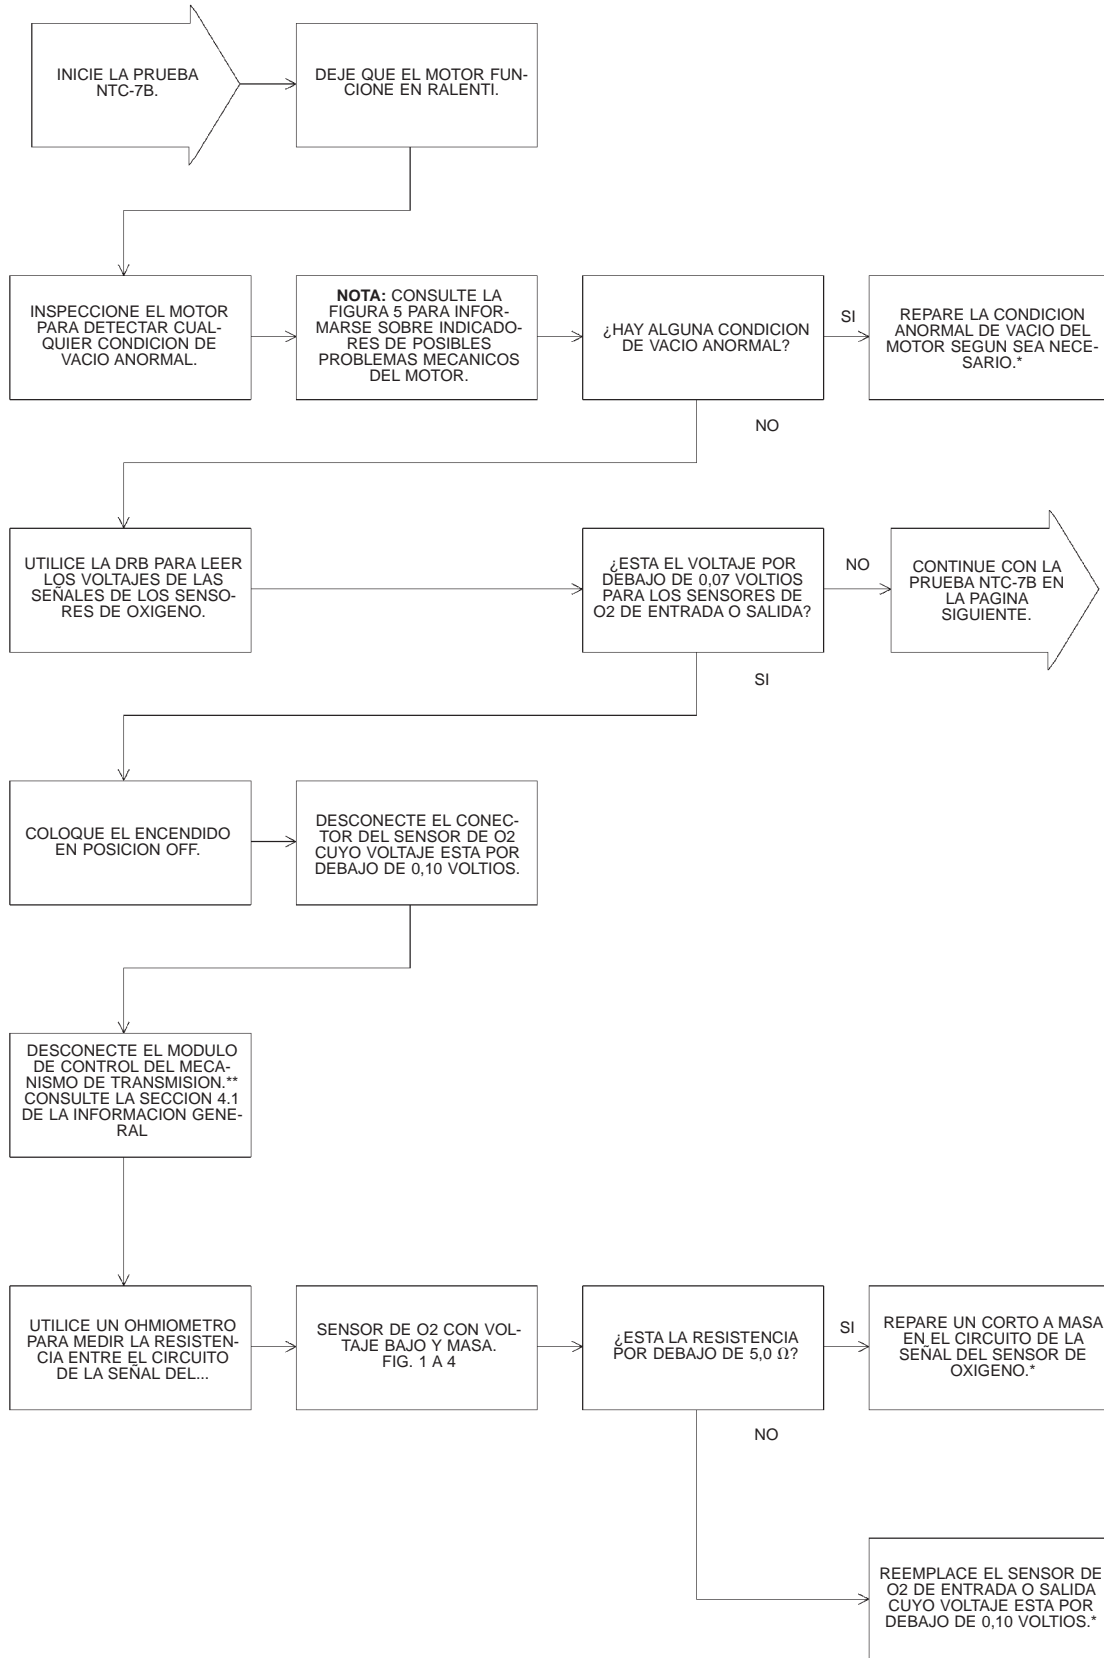 INICIE LA PRUEBA
NTC-7B.
DEJE QUE EL MOTOR FUN-
CIONE EN RALENTI.
INSPECCIONE EL MOTOR
PARA DETECTAR CUAL-
QUIER CONDICION DE
VACIO ANORMAL.
NOTA: CONSULTE LA
FIGURA 5 PARA INFOR-
MARSE SOBRE INDICADO-
RES DE POSIBLES
PROBLEMAS MECANICOS
DEL MOTOR.
¿HAY ALGUNA CONDICION
DE VACIO ANORMAL?
SI
REPARE LA CONDICION
ANORMAL DE VACIO DEL
MOTOR SEGUN SEA NECE-
SARIO.*
NO
UTILICE LA DRB PARA LEER
LOS VOLTAJES DE LAS
SEÑALES DE LOS SENSO-
RES DE OXIGENO.
¿ESTA EL VOLTAJE POR
DEBAJO DE 0,07 VOLTIOS
PARA LOS SENSORES DE
O2 DE ENTRADA O SALIDA?
NO
CONTINUE CON LA
PRUEBA NTC-7B EN
LA PAGINA
SIGUIENTE.
SI
COLOQUE EL ENCENDIDO
EN POSICION OFF.
DESCONECTE EL CONEC-
TOR DEL SENSOR DE O2
CUYO VOLTAJE ESTA POR
DEBAJO DE 0,10 VOLTIOS.
DESCONECTE EL MODULO
DE CONTROL DEL MECA-
NISMO DE TRANSMISION.**
CONSULTE LA SECCION 4.1
DE LA INFORMACION GENE-
RAL
UTILICE UN OHMIOMETRO
PARA MEDIR LA RESISTEN-
CIA ENTRE EL CIRCUITO
DE LA SEÑAL DEL...
SENSOR DE O2 CON VOL-
TAJE BAJO Y MASA.
FIG. 1 A 4
¿ESTA LA RESISTENCIA
POR DEBAJO DE 5,0 Ω?
SI
REPARE UN CORTO A MASA
EN EL CIRCUITO DE LA
SEÑAL DEL SENSOR DE
OXIGENO.*
NO
REEMPLACE EL SENSOR DE
O2 DE ENTRADA O SALIDA
CUYO VOLTAJE ESTA POR
DEBAJO DE 0,10 VOLTIOS.*